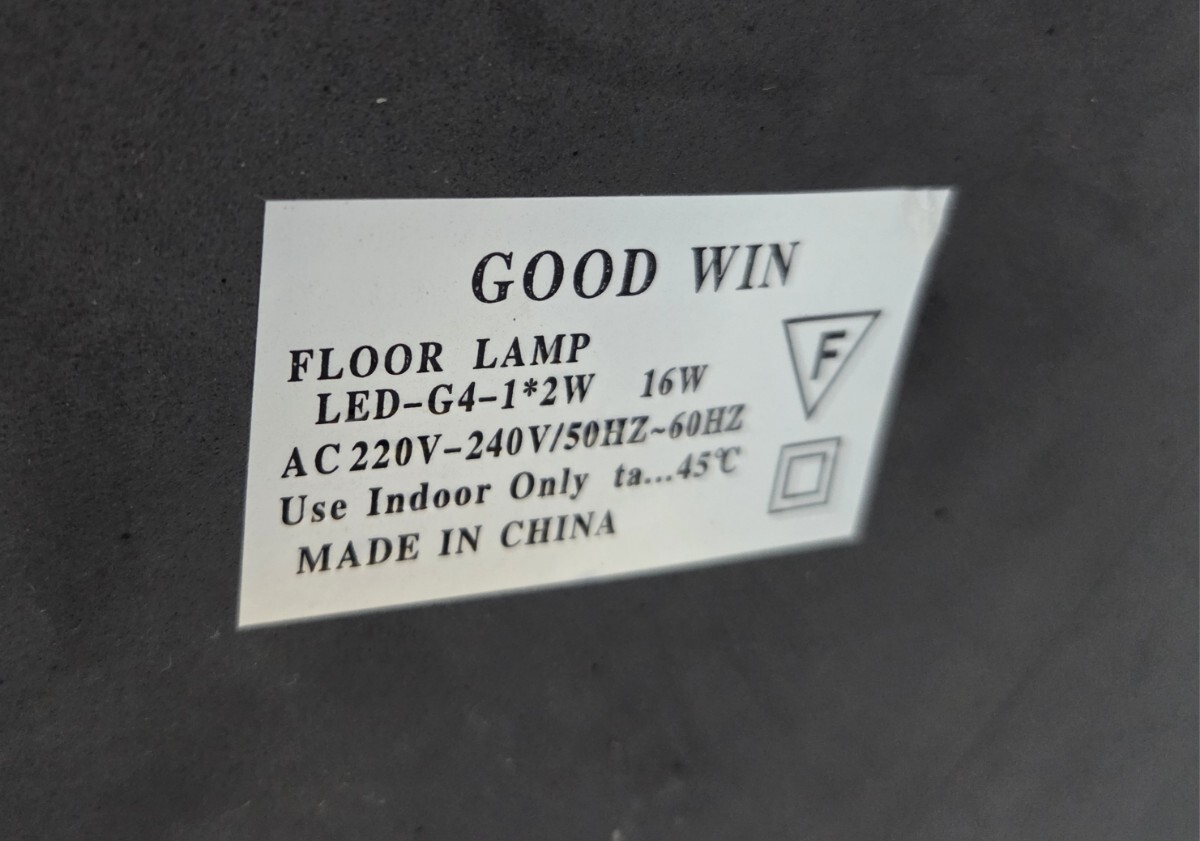 GOOD WIN
FLOOR LAMP
LED-G4-1*2W 16W
AC 220V-240V/50HZ~60HZ
Use Indoor Only ta...45℃
MADE IN CHINA
F